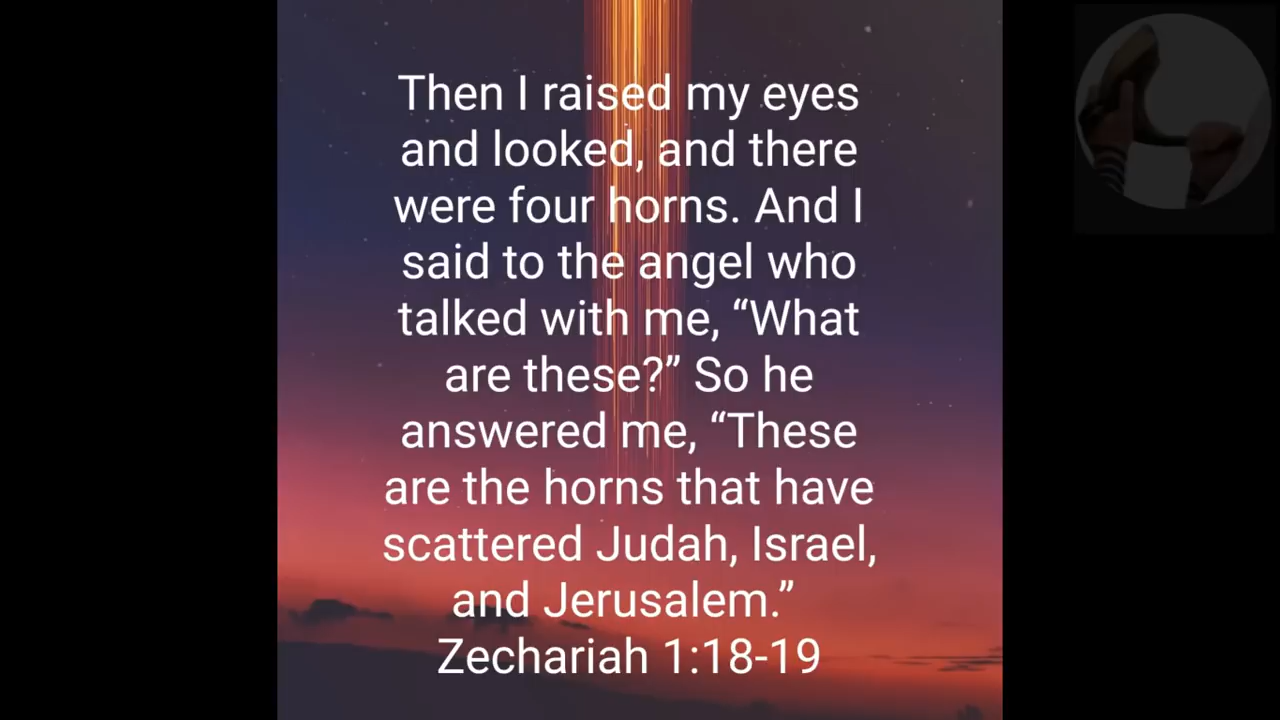 Then I raised my eyes
and looked, and there
were four horns. And I
said to the angel who
talked with me, “What
are these?” So he
answered me, “These
are the horns that have
scattered Judah, Israel,
and Jerusalem.”
Zechariah 1:18-19